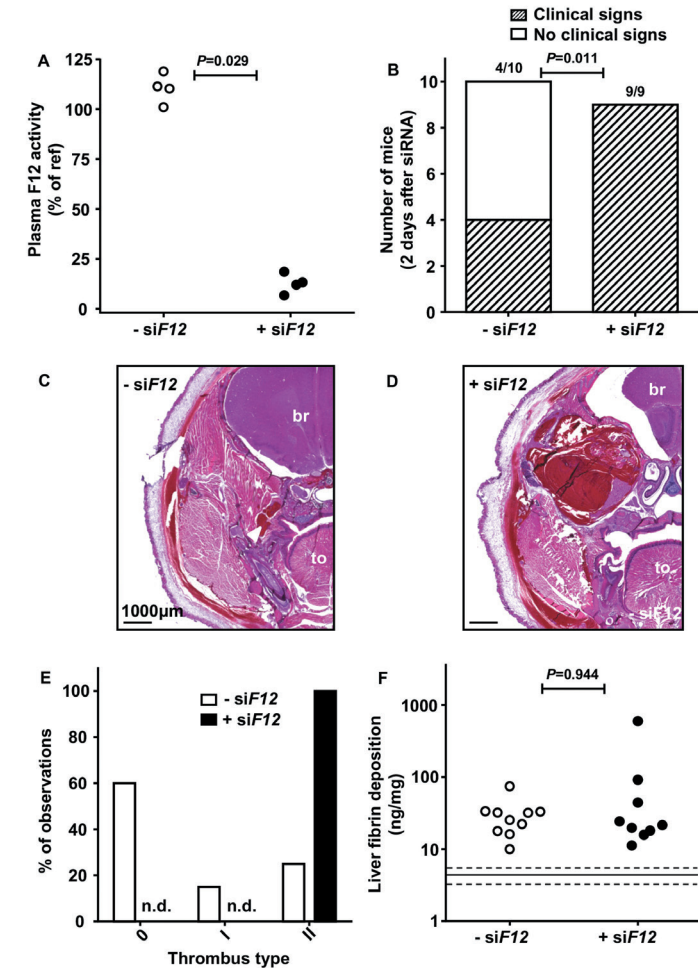 Clinical signs
No clinical signs
A
P=0.029
Plasma F12 activity
(% of ref)
125
100
75
50
25
0
- siF12
+ siF12
B
P=0.011
4/10
9/9
Number of mice
(2 days after siRNA)
10
8
6
4
2
0
- siF12
+ siF12
C
- siF12
br
to
1000µm
D
+ siF12
br
to
- siF12
E
- siF12
+ siF12
% of observations
100
80
60
40
20
0
n.d.
n.d.
0
I
II
Thrombus type
F
P=0.944
Liver fibrin deposition
(ng/mg)
1000
100
10
1
- siF12
+ siF12